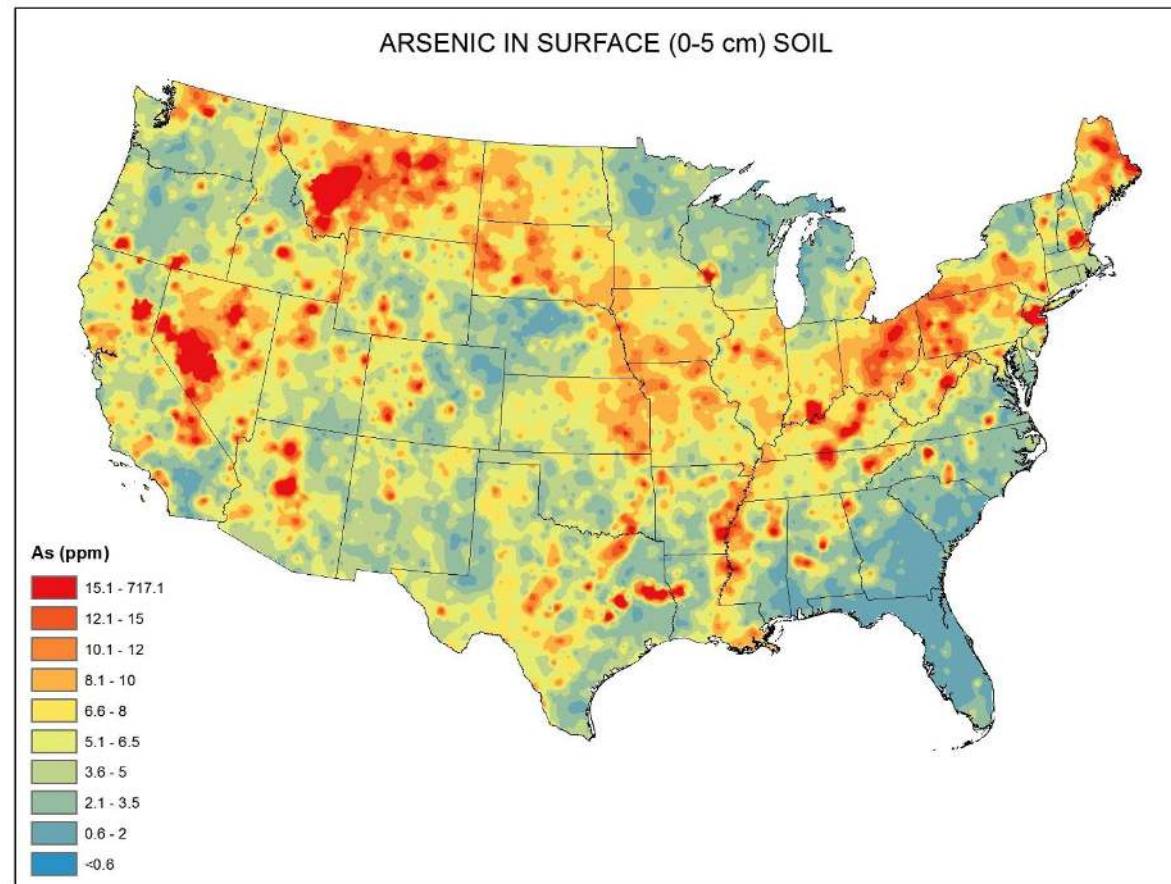 ARSENIC IN SURFACE (0-5 cm) SOIL
As (ppm)
15.1 - 717.1
12.1 - 15
10.1 - 12
8.1 - 10
6.6 - 8
5.1 - 6.5
3.6 - 5
2.1 - 3.5
0.6 - 2
<0.6